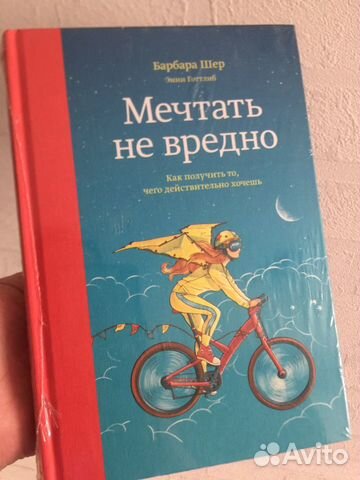 Барбара Шер
Энни Готтлиб
Мечтать
не вредно
Как получить то,
чего действительно хочешь
Avito